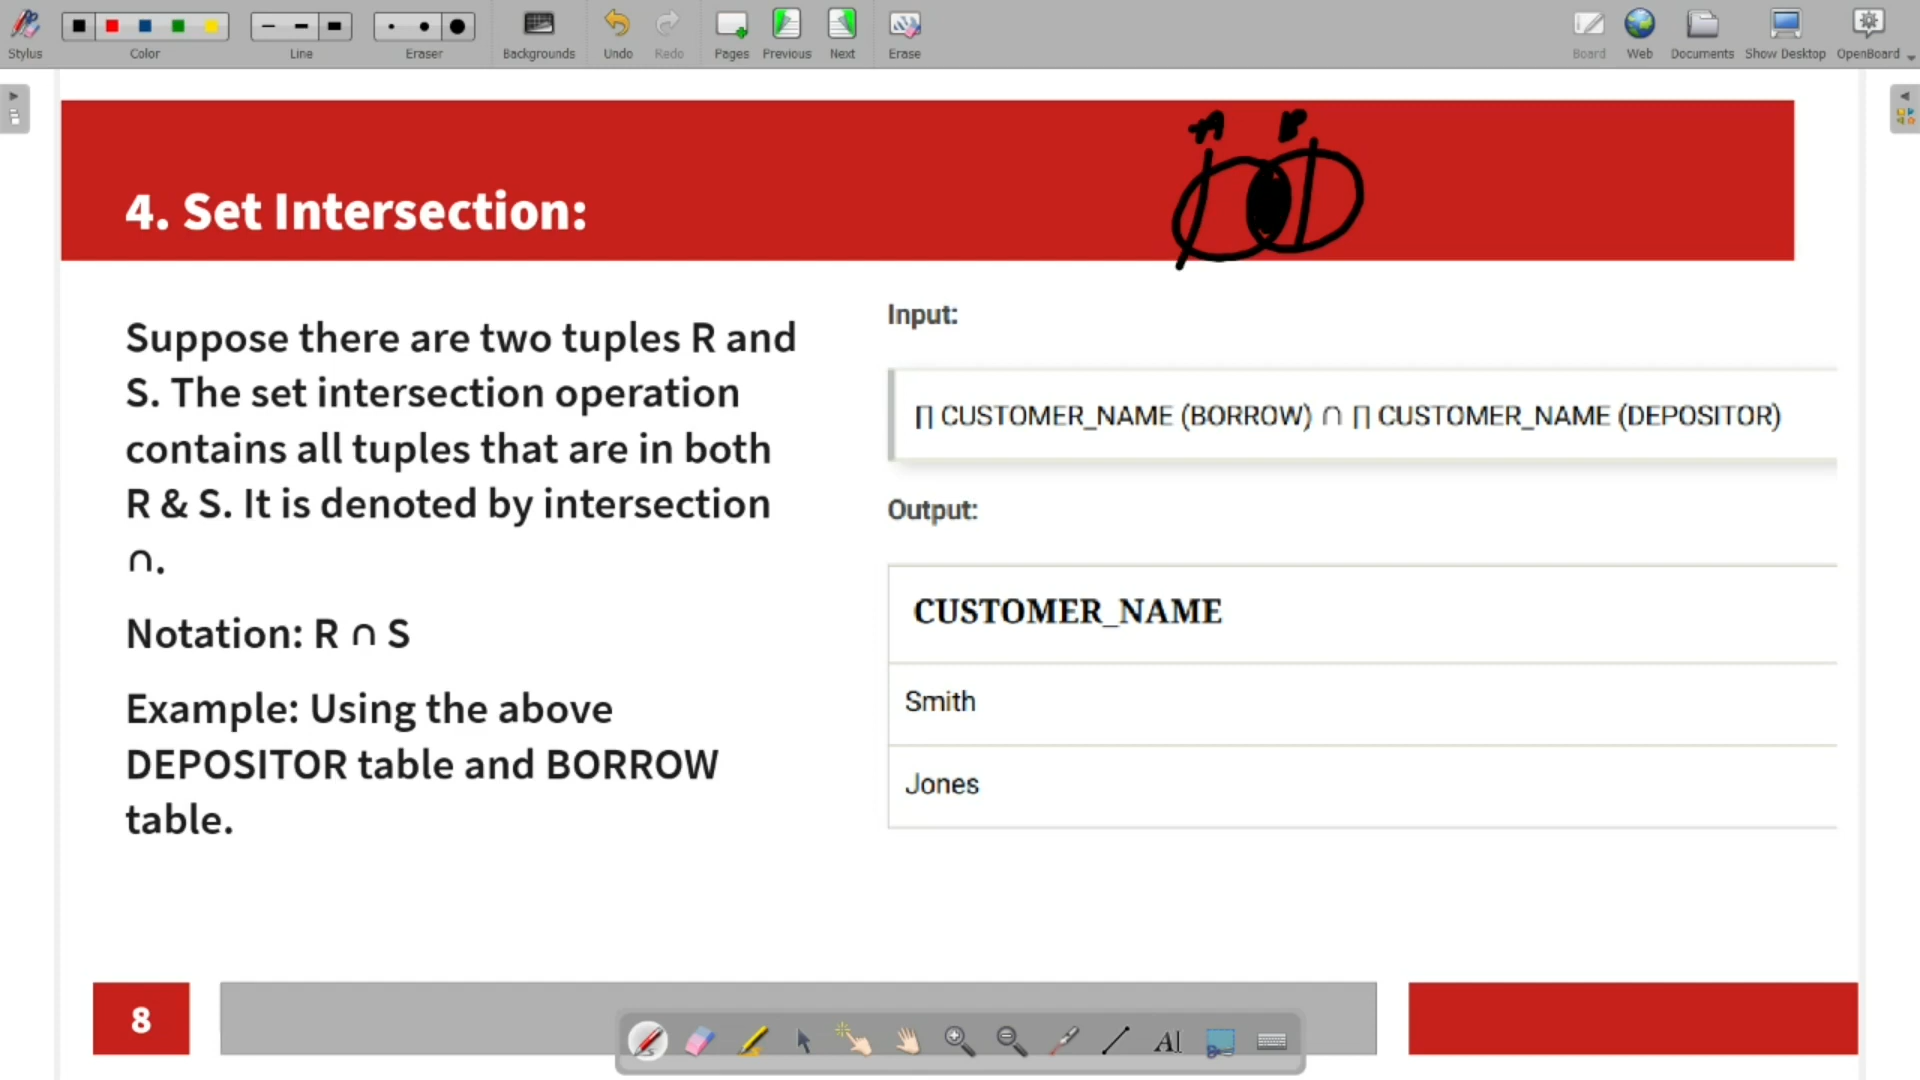 Stylus
Color
Line
Eraser
Backgrounds
Undo
Redo
Pages
Previous
Next
Erase
Board
Web
Documents
Show Desktop
OpenBoard
A B
4. Set Intersection:
Suppose there are two tuples R and
S. The set intersection operation
contains all tuples that are in both
R & S. It is denoted by intersection
∩.
Notation: R ∩ S
Example: Using the above
DEPOSITOR table and BORROW
table.
Input:
∏ CUSTOMER_NAME (BORROW) ∩ ∏ CUSTOMER_NAME (DEPOSITOR)
Output:
CUSTOMER_NAME
Smith
Jones
8
AI